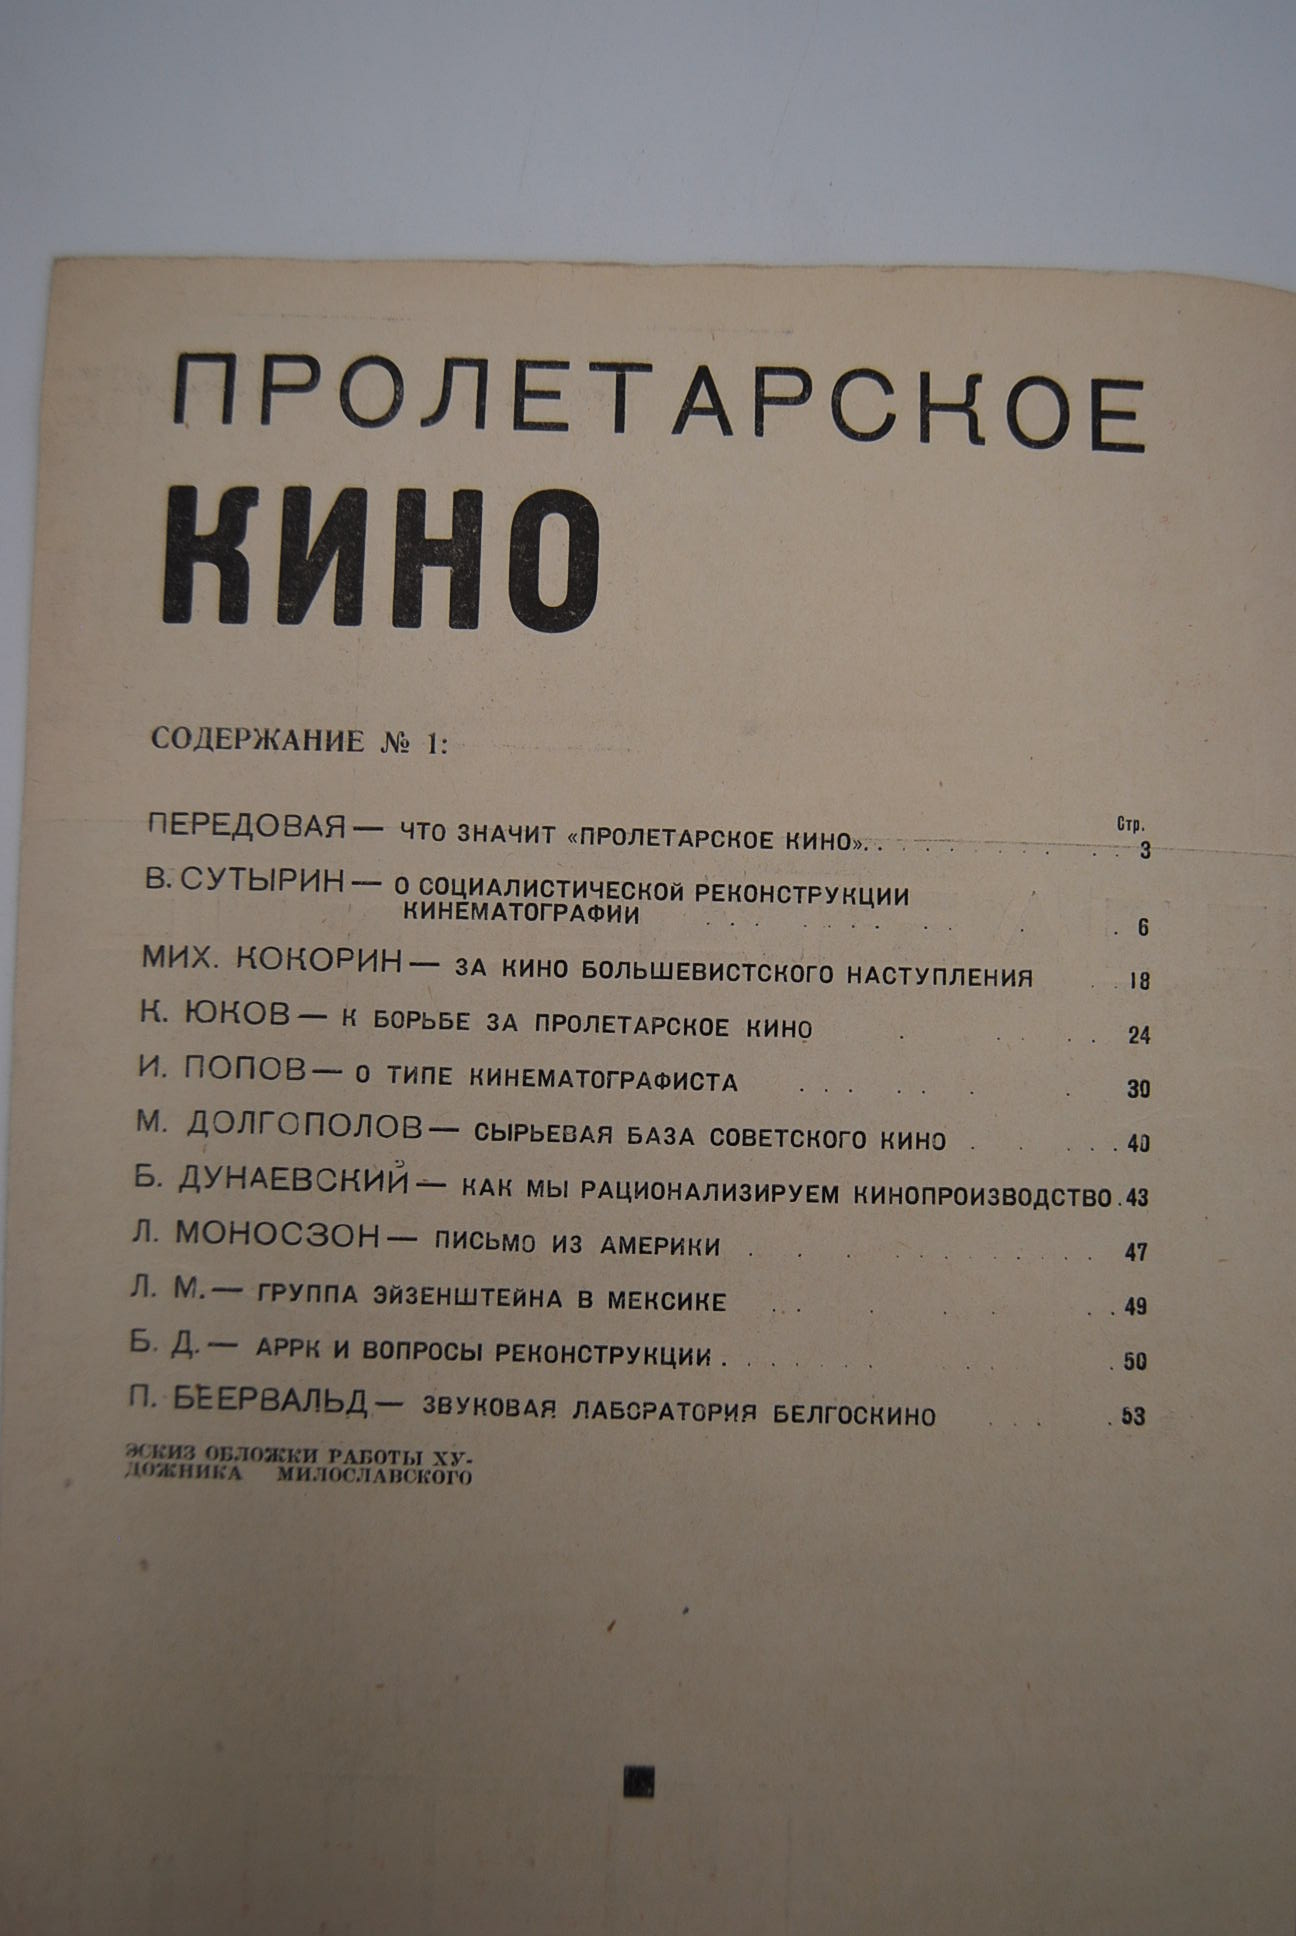 ПРОЛЕТАРСКОЕ
КИНО
СОДЕРЖАНИЕ № 1:
Стр.
ПЕРЕДОВАЯ — ЧТО ЗНАЧИТ «ПРОЛЕТАРСКОЕ КИНО». . . . . . . . . . 3
В. СУТЫРИН — О СОЦИАЛИСТИЧЕСКОЙ РЕКОНСТРУКЦИИ
КИНЕМАТОГРАФИИ . . . . . . . . . . . 6
МИХ. КОКОРИН — ЗА КИНО БОЛЬШЕВИСТСКОГО НАСТУПЛЕНИЯ . . 18
К. ЮКОВ — К БОРЬБЕ ЗА ПРОЛЕТАРСКОЕ КИНО . . . . . 24
И. ПОПОВ — О ТИПЕ КИНЕМАТОГРАФИСТА . . . . . . . . 30
М. ДОЛГОПОЛОВ — СЫРЬЕВАЯ БАЗА СОВЕТСКОГО КИНО . . . . . 40
Б. ДУНАЕВСКИЙ — КАК МЫ РАЦИОНАЛИЗИРУЕМ КИНОПРОИЗВОДСТВО . 43
Л. МОНОСЗОН — ПИСЬМО ИЗ АМЕРИКИ . . . . . . . . . . . 47
Л. М. — ГРУППА ЭЙЗЕНШТЕЙНА В МЕКСИКЕ . . . . . . . 49
Б. Д. — АРРК И ВОПРОСЫ РЕКОНСТРУКЦИИ . . . . . . . . . . 50
П. БЕЕРВАЛЬД — ЗВУКОВАЯ ЛАБОРАТОРИЯ БЕЛГОСКИНО . . . . 53
ЭСКИЗ ОБЛОЖКИ РАБОТЫ ХУ-
ДОЖНИКА МИЛОСЛАВСКОГО